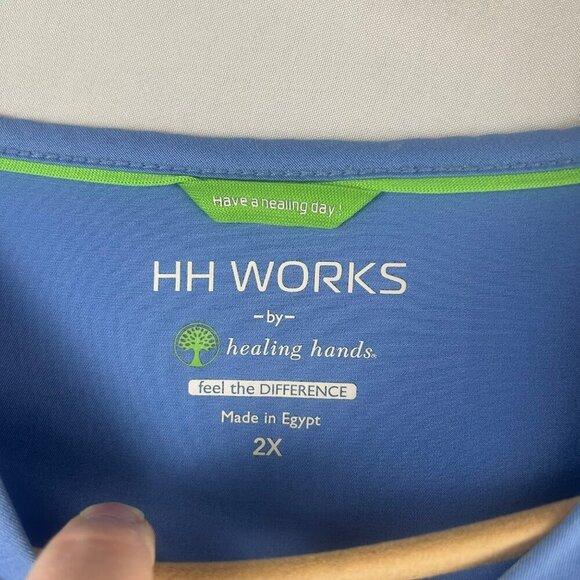 Have a healing day!
HH WORKS
-by-
healing hands®
feel the DIFFERENCE
Made in Egypt
2X